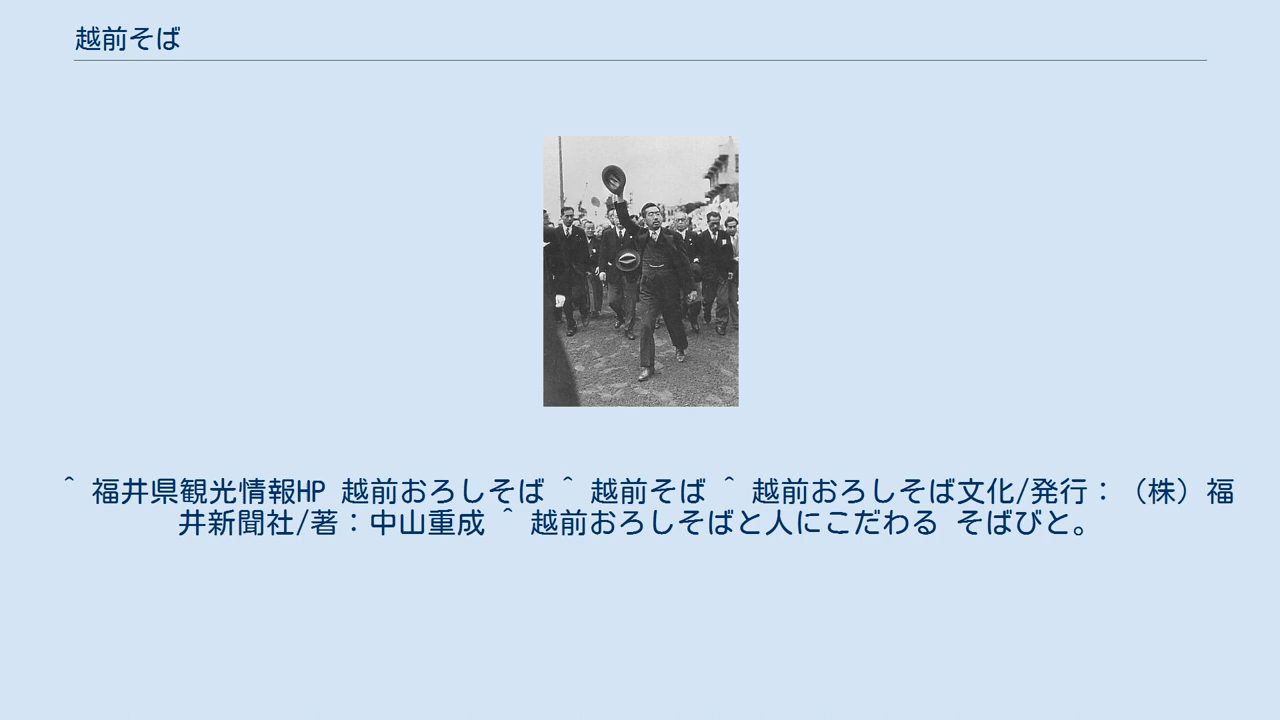 越前そば
^ 福井県観光情報HP 越前おろしそば ^ 越前そば ^ 越前おろしそば文化/発行：（株）福
井新聞社/著：中山重成 ^ 越前おろしそばと人にこだわる そばびと。